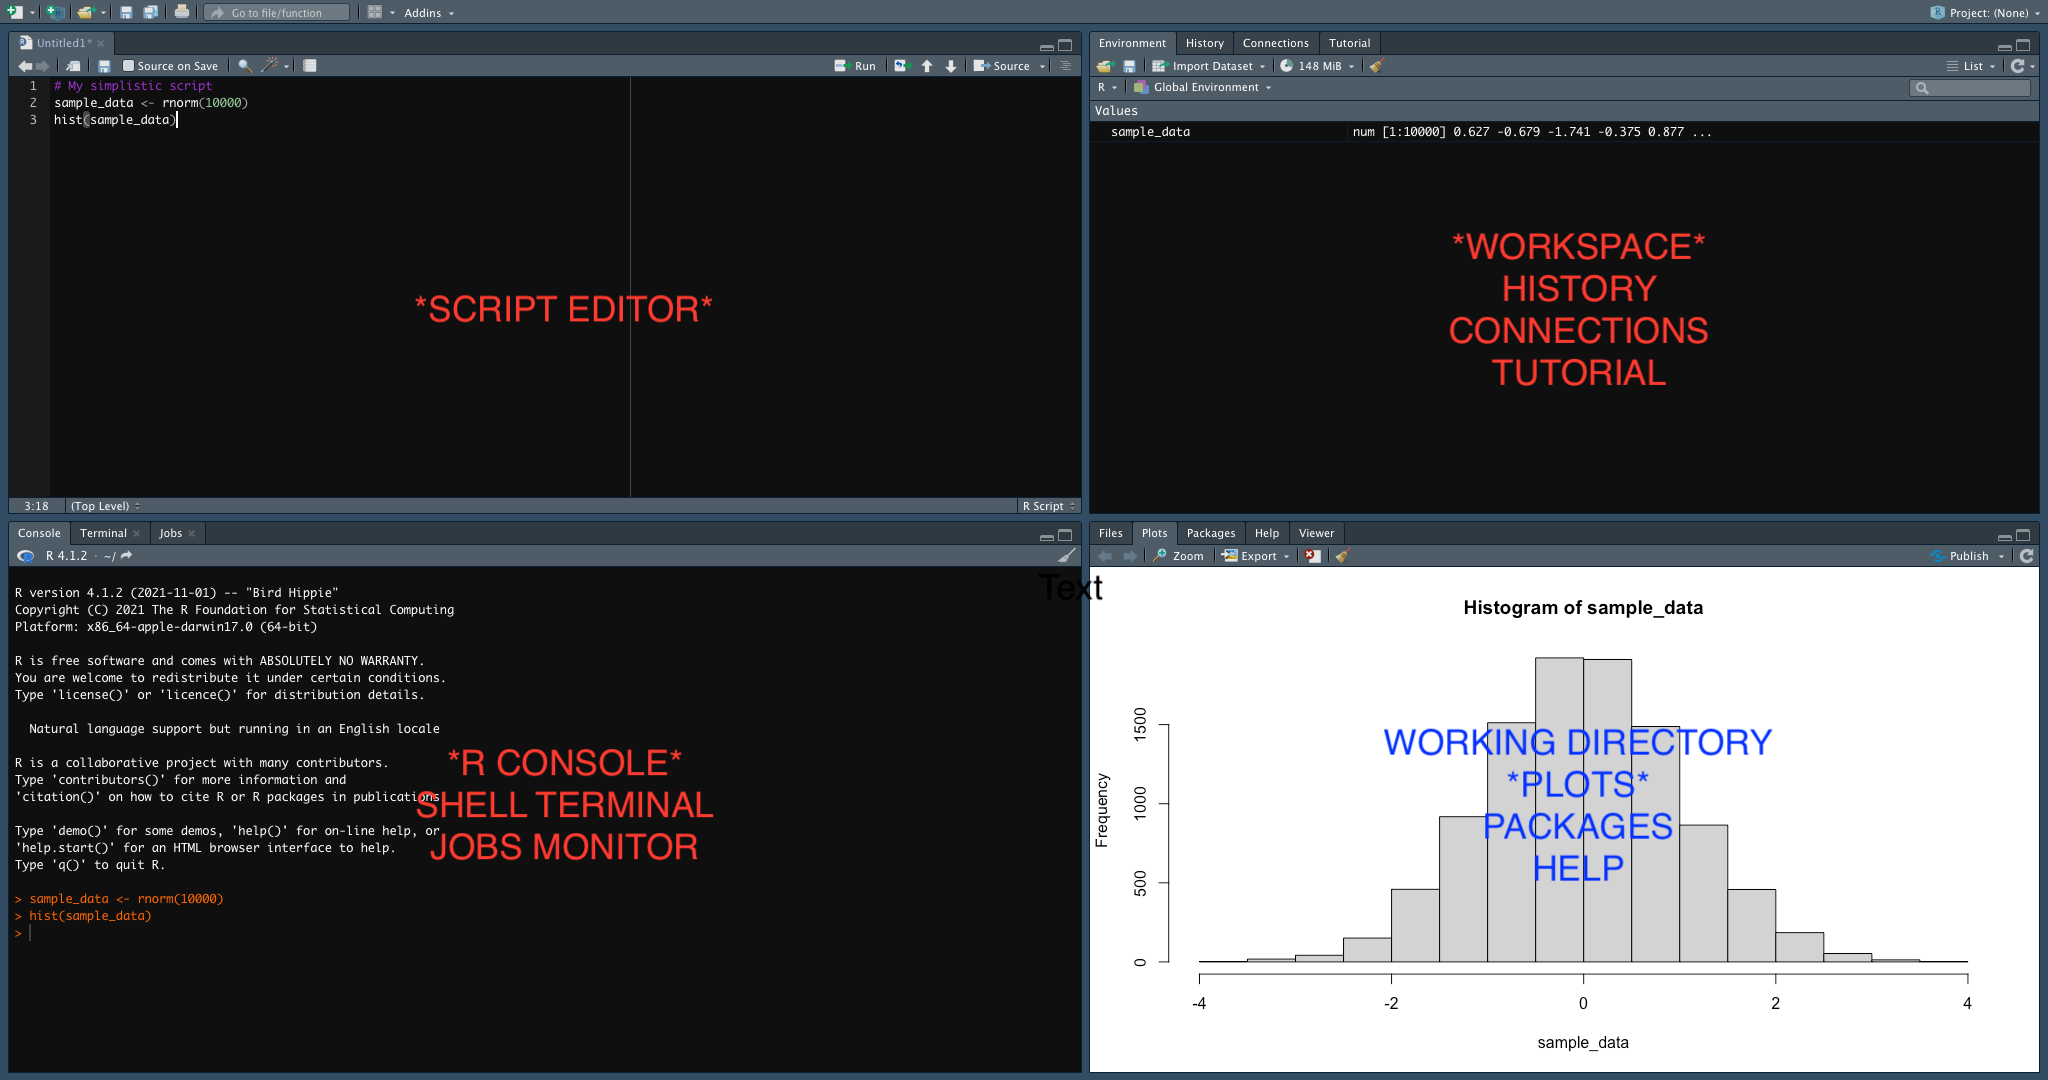 Go to file/function
Addins
Project: (None)
Untitled1*
Source on Save
Run
Source
1 # My simplistic script
2 sample_data <- rnorm(10000)
3 hist(sample_data)
*SCRIPT EDITOR*
3:18 (Top Level) R Script
Environment History Connections Tutorial
Import Dataset 148 MiB List
R Global Environment
Values
sample_data num [1:10000] 0.627 -0.679 -1.741 -0.375 0.877 ...
*WORKSPACE*
HISTORY
CONNECTIONS
TUTORIAL
Console Terminal Jobs
R 4.1.2 · ~/
R version 4.1.2 (2021-11-01) -- "Bird Hippie"
Copyright (C) 2021 The R Foundation for Statistical Computing
Platform: x86_64-apple-darwin17.0 (64-bit)
R is free software and comes with ABSOLUTELY NO WARRANTY.
You are welcome to redistribute it under certain conditions.
Type 'license()' or 'licence()' for distribution details.
Natural language support but running in an English locale
R is a collaborative project with many contributors.
Type 'contributors()' for more information and
'citation()' on how to cite R or R packages in publications
Type 'demo()' for some demos, 'help()' for on-line help, or
'help.start()' for an HTML browser interface to help.
Type 'q()' to quit R.
> sample_data <- rnorm(10000)
> hist(sample_data)
>
*R CONSOLE*
SHELL TERMINAL
JOBS MONITOR
Text
Files Plots Packages Help Viewer
Zoom Export Publish
Histogram of sample_data
WORKING DIRECTORY
*PLOTS*
PACKAGES
HELP
Frequency
1500
1000
500
0
-4 -2 0 2 4
sample_data